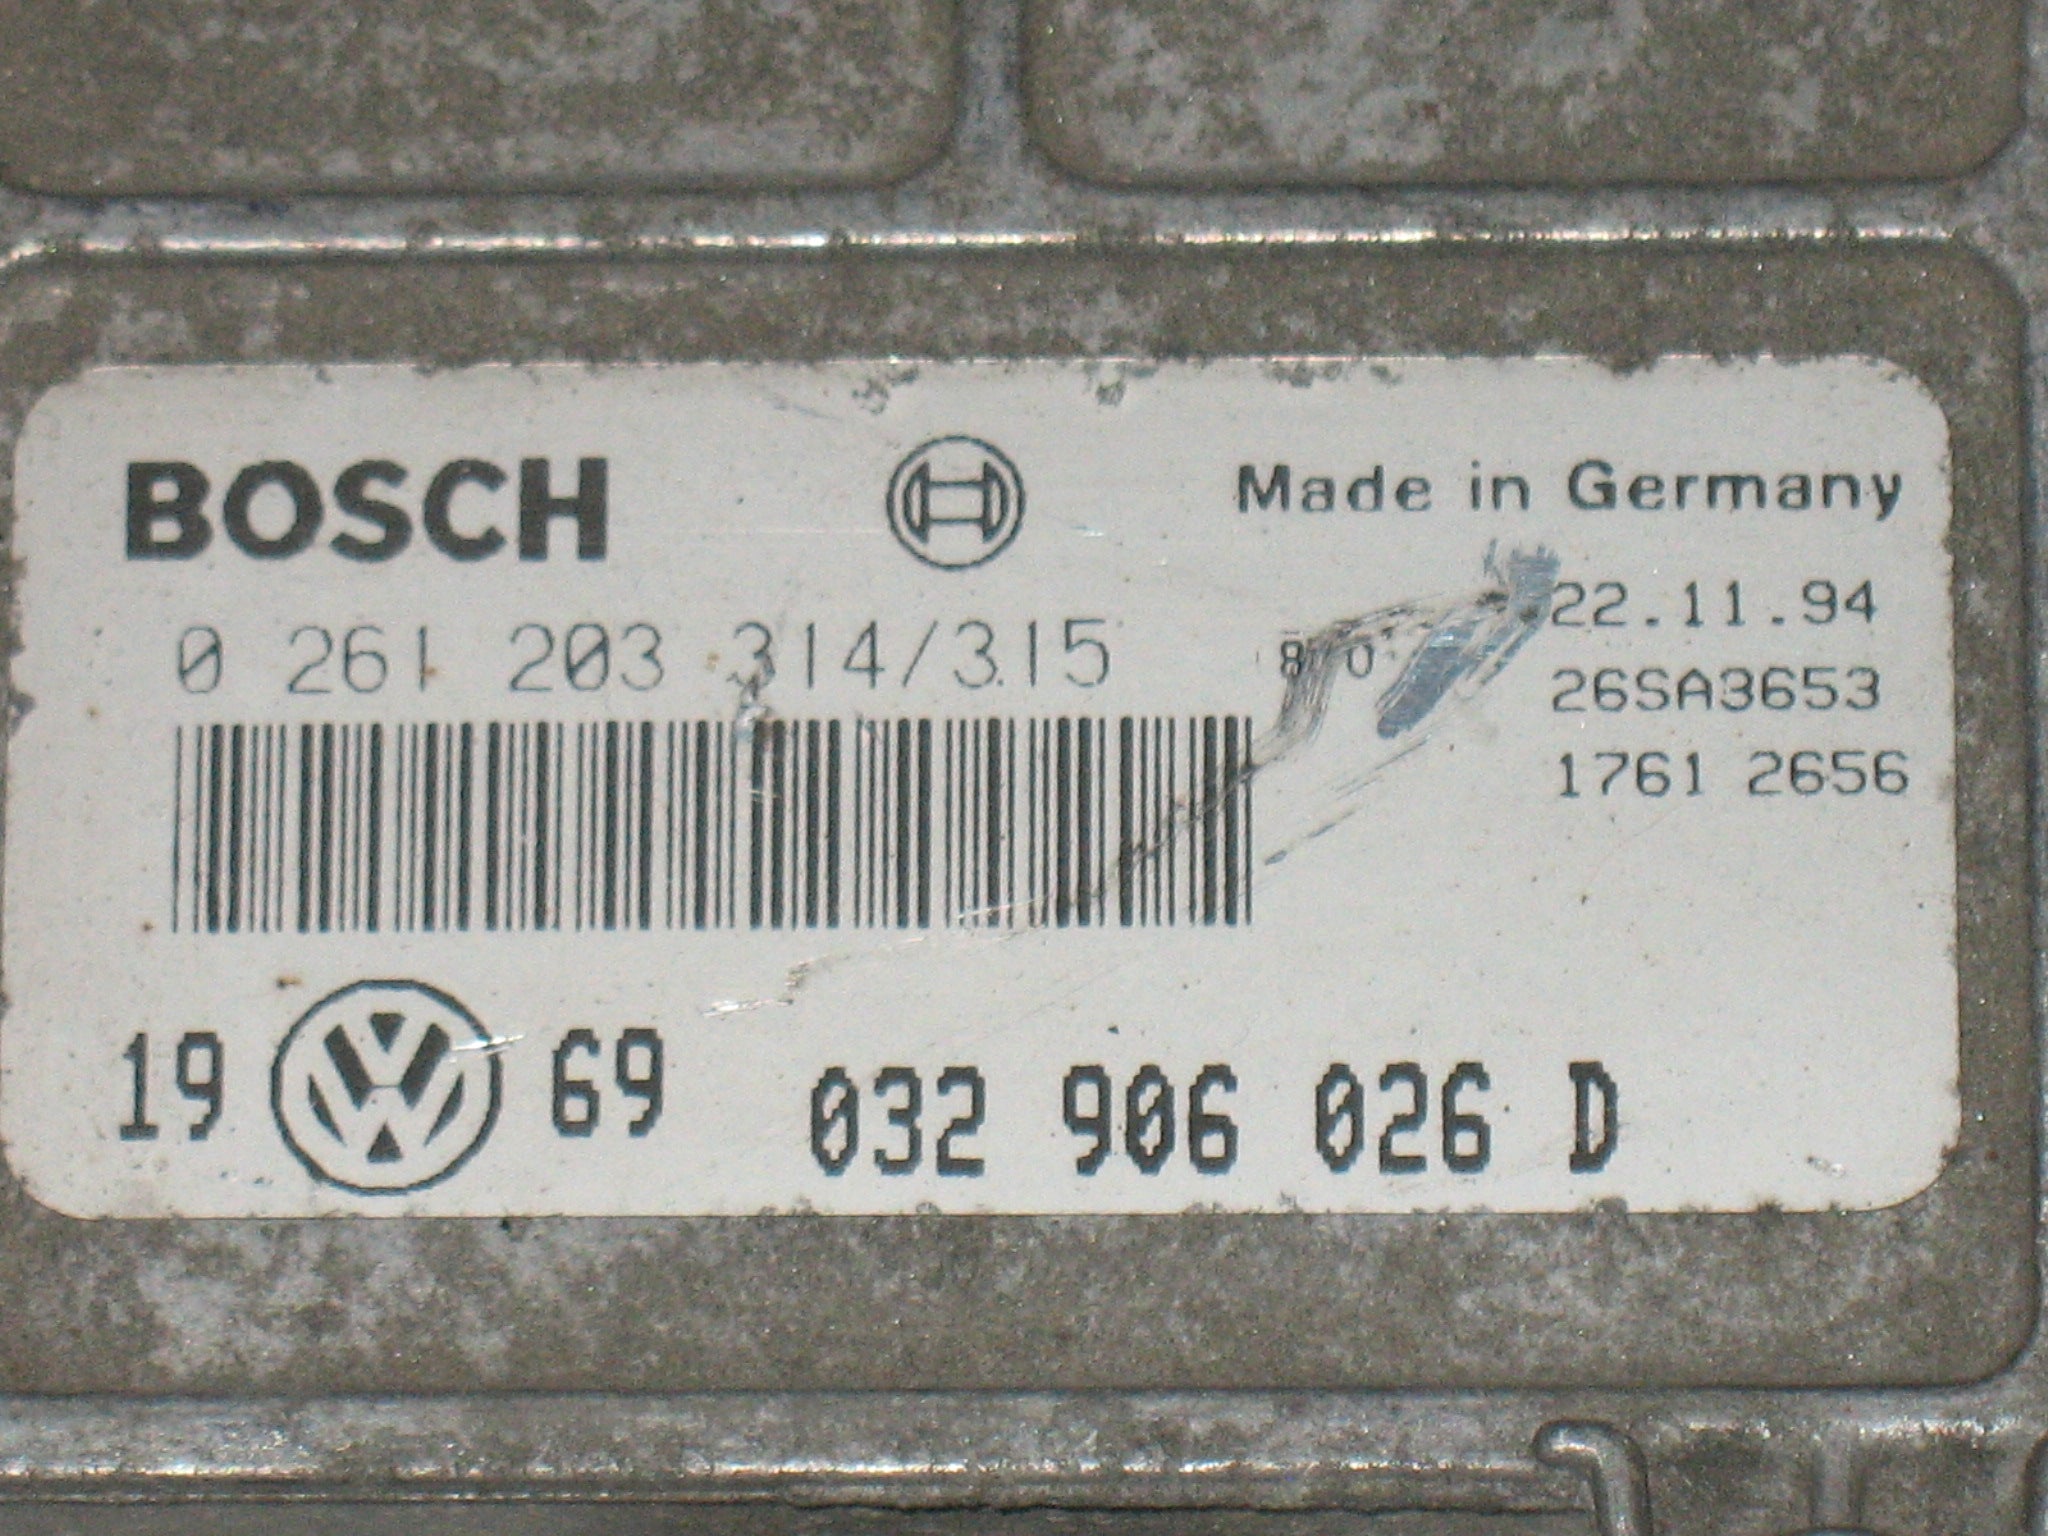 BOSCH
Made in Germany
22.11.94
0 261 203 314/315
26SA3653
1761 2656
19 69 032 906 026 D